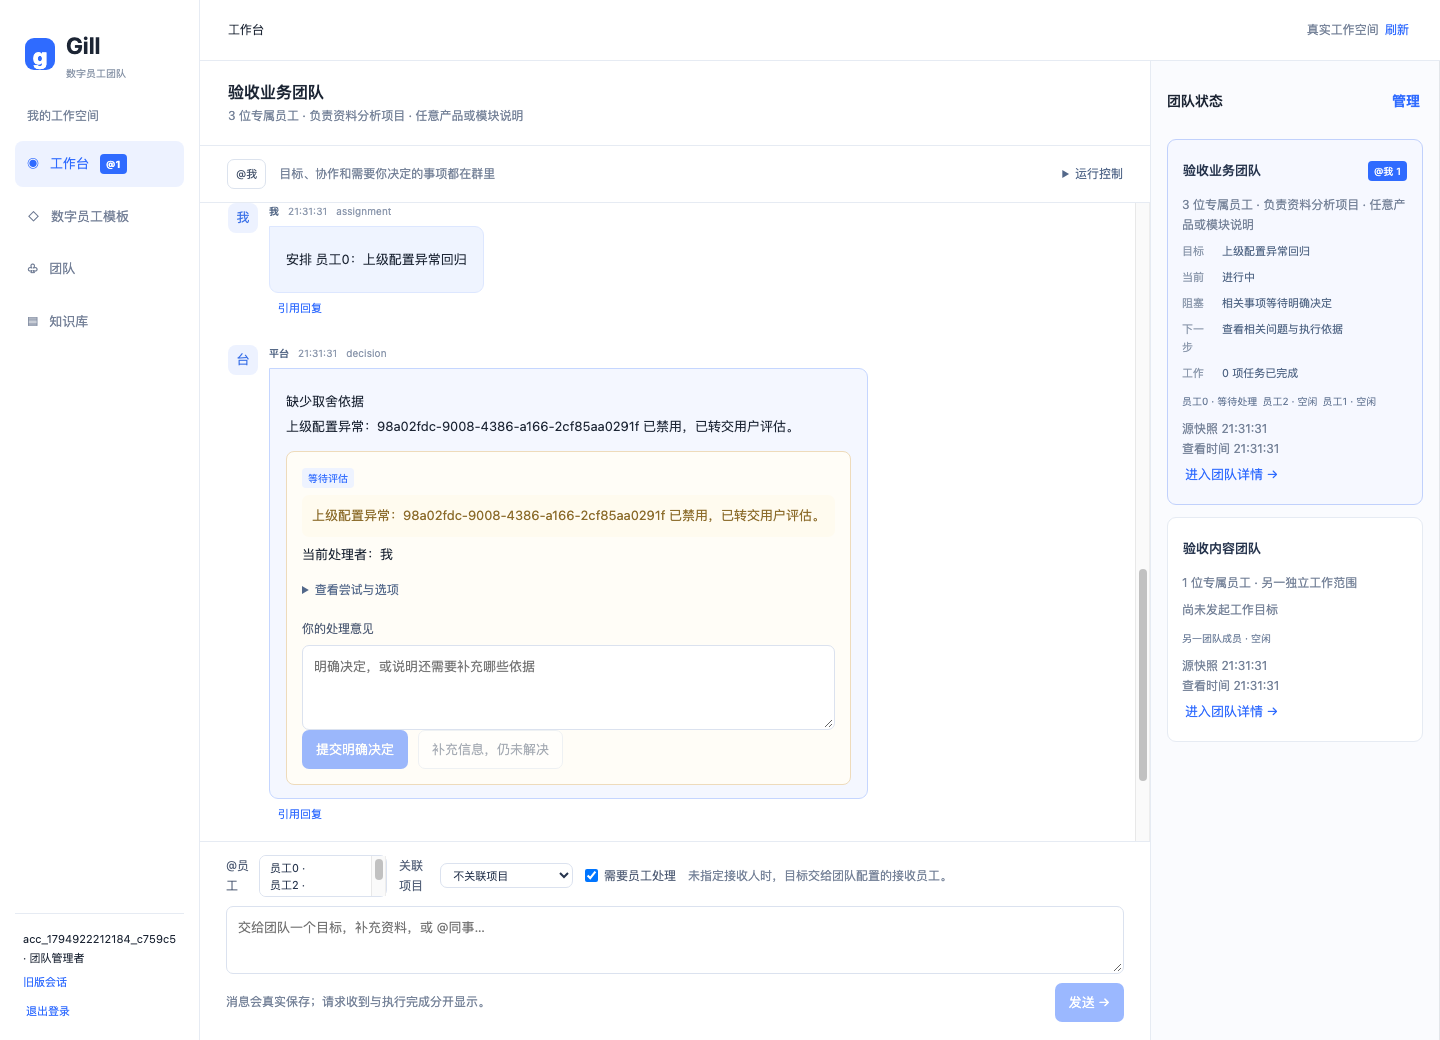 g
Gill
数字员工团队
我的工作空间
工作台 @1
数字员工模板
团队
知识库
acc_1794922212184_c759c5
· 团队管理者
旧版会话
退出登录
工作台
真实工作空间 刷新
验收业务团队
3 位专属员工 · 负责资料分析项目 · 任意产品或模块说明
@我 目标、协作和需要你决定的事项都在群里
▶ 运行控制
我 我 21:31:31 assignment
安排 员工0：上级配置异常回归
引用回复
台 平台 21:31:31 decision
缺少取舍依据
上级配置异常：98a02fdc-9008-4386-a166-2cf85aa0291f 已禁用，已转交用户评估。
等待评估
上级配置异常：98a02fdc-9008-4386-a166-2cf85aa0291f 已禁用，已转交用户评估。
当前处理者：我
▶ 查看尝试与选项
你的处理意见
明确决定，或说明还需要补充哪些依据
提交明确决定 补充信息，仍未解决
引用回复
@员
工
员工0 ·
员工2 ·
关联
项目
不关联项目
需要员工处理 未指定接收人时，目标交给团队配置的接收员工。
交给团队一个目标，补充资料，或 @同事...
消息会真实保存；请求收到与执行完成分开显示。
发送 →
团队状态 管理
验收业务团队 @我 1
3 位专属员工 · 负责资料分析项目 · 任意产
品或模块说明
目标 上级配置异常回归
当前 进行中
阻塞 相关事项等待明确决定
下一
步
查看相关问题与执行依据
工作 0 项任务已完成
员工0 · 等待处理 员工2 · 空闲 员工1 · 空闲
源快照 21:31:31
查看时间 21:31:31
进入团队详情 →
验收内容团队
1 位专属员工 · 另一独立工作范围
尚未发起工作目标
另一团队成员 · 空闲
源快照 21:31:31
查看时间 21:31:31
进入团队详情 →